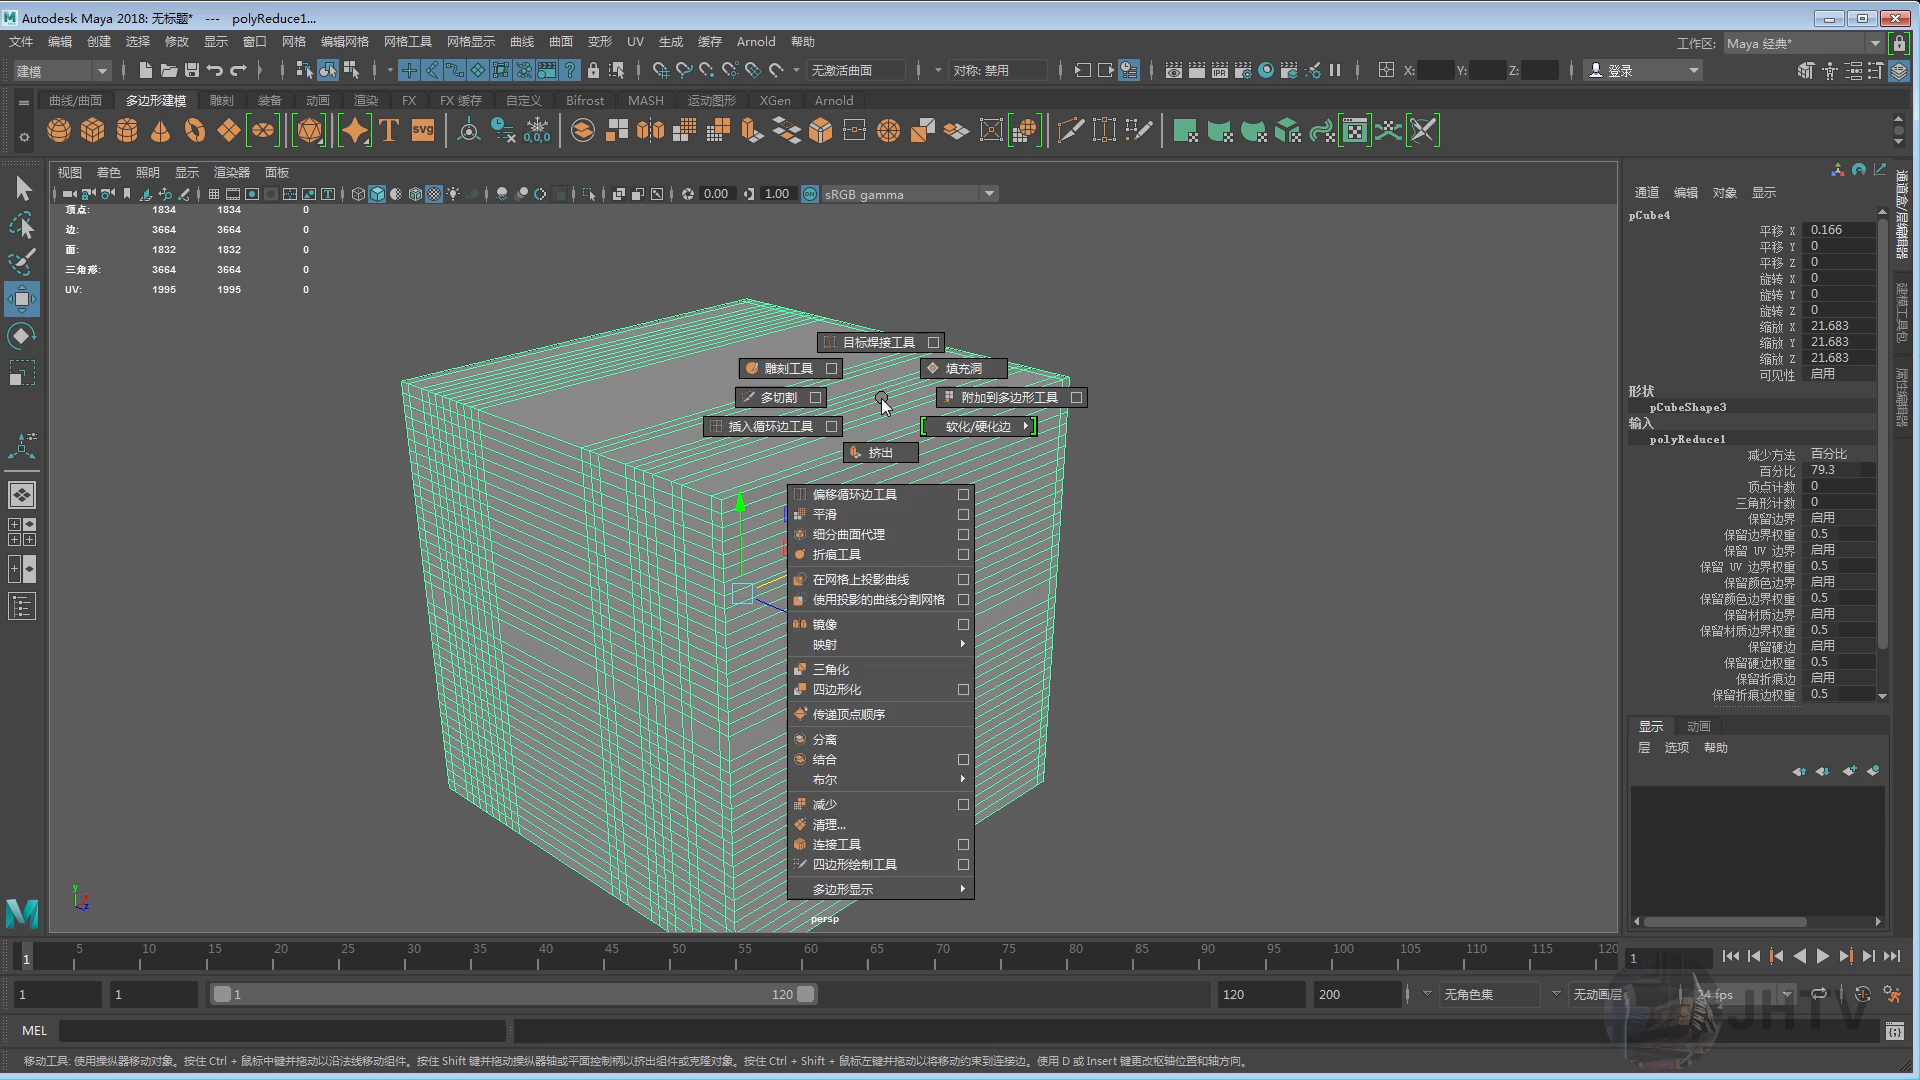 Autodesk Maya 2018: 无标题* --- polyReduce1...
文件 编辑 创建 选择 修改 显示 窗口 网格 编辑网格 网格工具 网格显示 曲线 曲面 变形 UV 生成 缓存 Arnold 帮助 工作区: Maya 经典*
建模 无激活曲面 对称: 禁用 X: Y: Z: 登录
曲线/曲面 多边形建模 雕刻 装备 动画 渲染 FX FX 缓存 自定义 Bifrost MASH 运动图形 XGen Arnold
视图 着色 照明 显示 渲染器 面板
0.00 1.00 sRGB gamma
顶点: 1834 1834 0
边: 3664 3664 0
面: 1832 1832 0
三角形: 3664 3664 0
UV: 1995 1995 0
目标焊接工具
雕刻工具 填充洞
多切割 附加到多边形工具
插入循环边工具 软化/硬化边
挤出
偏移循环边工具
平滑
细分曲面代理
折痕工具
在网格上投影曲线
使用投影的曲线分割网格
镜像
映射
三角化
四边形化
传递顶点顺序
分离
结合
布尔
减少
清理...
连接工具
四边形绘制工具
多边形显示
persp
通道 编辑 对象 显示
pCube4
平移 X 0.166
平移 Y 0
平移 Z 0
旋转 X 0
旋转 Y 0
旋转 Z 0
缩放 X 21.683
缩放 Y 21.683
缩放 Z 21.683
可见性 启用
形状
pCubeShape3
输入
polyReduce1
减少方法 百分比
百分比 79.3
顶点计数 0
三角形计数 0
保留边界 启用
保留边界权重 0.5
保留 UV 边界 启用
保留 UV 边界权重 0.5
保留颜色边界 启用
保留颜色边界权重 0.5
保留材质边界 启用
保留材质边界权重 0.5
保留硬边 启用
保留硬边权重 0.5
保留折痕边 启用
保留折痕边权重 0.5
通道盒/层编辑器
建模工具包
属性编辑器
显示 动画
层 选项 帮助
1 5 10 15 20 25 30 35 40 45 50 55 60 65 70 75 80 85 90 95 100 105 110 115 120 1
1 1 1 120 120 200 无角色集 无动画层 24 fps
JHTV
MEL
移动工具: 使用操纵器移动对象。按住 Ctrl + 鼠标中键并拖动以沿法线移动组件。按住 Shift 键并拖动操纵器轴或平面控制柄以挤出组件或克隆对象。按住 Ctrl + Shift + 鼠标左键并拖动以将移动约束到连接边。使用 D 或 Insert 键更改枢轴位置和轴方向。